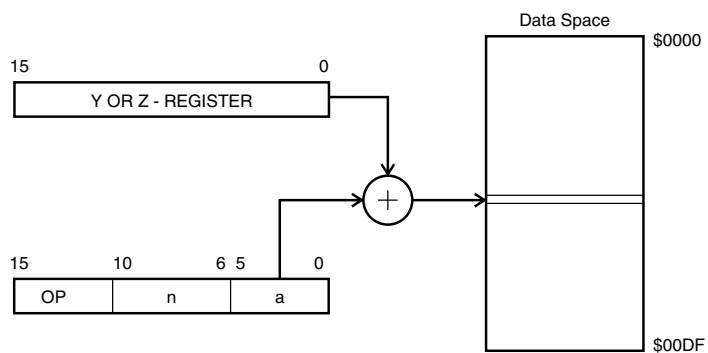 Data Space
$0000
15 0
Y OR Z - REGISTER
+
15 10 6 5 0
OP n a
$00DF